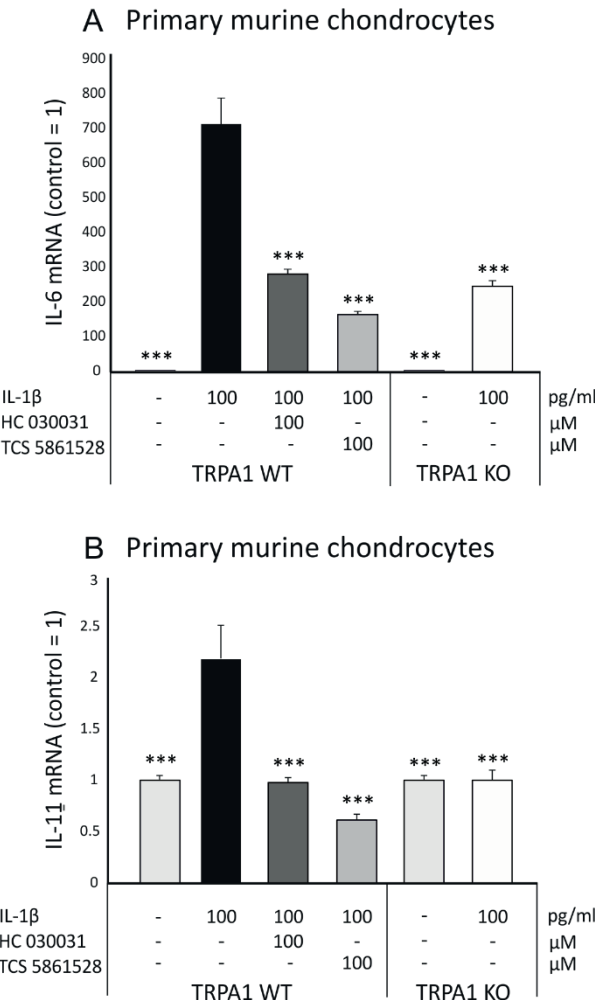 A Primary murine chondrocytes
IL-6 mRNA (control = 1)
900
800
700
600
500
400
300
200
100
0
*** *** *** *** ***
IL-1β - 100 100 100 - 100 pg/ml
HC 030031 - - 100 - - - μM
TCS 5861528 - - - 100 - - μM
TRPA1 WT TRPA1 KO
B Primary murine chondrocytes
IL-11 mRNA (control = 1)
3
2.5
2
1.5
1
0.5
0
*** *** *** *** ***
IL-1β - 100 100 100 - 100 pg/ml
HC 030031 - - 100 - - - μM
TCS 5861528 - - - 100 - - μM
TRPA1 WT TRPA1 KO